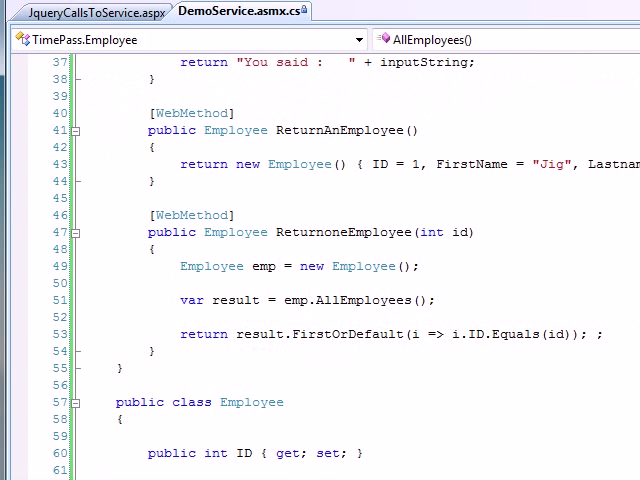 JqueryCallsToService.aspx DemoService.asmx.cs
TimePass.Employee AllEmployees()
37 return "You said :   " + inputString;
38 }
39
40 [WebMethod]
41 public Employee ReturnAnEmployee()
42 {
43 return new Employee() { ID = 1, FirstName = "Jig",
44 }
45
46 [WebMethod]
47 public Employee ReturnoneEmployee(int id)
48 {
49 Employee emp = new Employee();
50
51 var result = emp.AllEmployees();
52
53 return result.FirstOrDefault(i => i.ID.Equals(id)); ;
54 }
55 }
56
57 public class Employee
58 {
59
60 public int ID { get; set; }
61